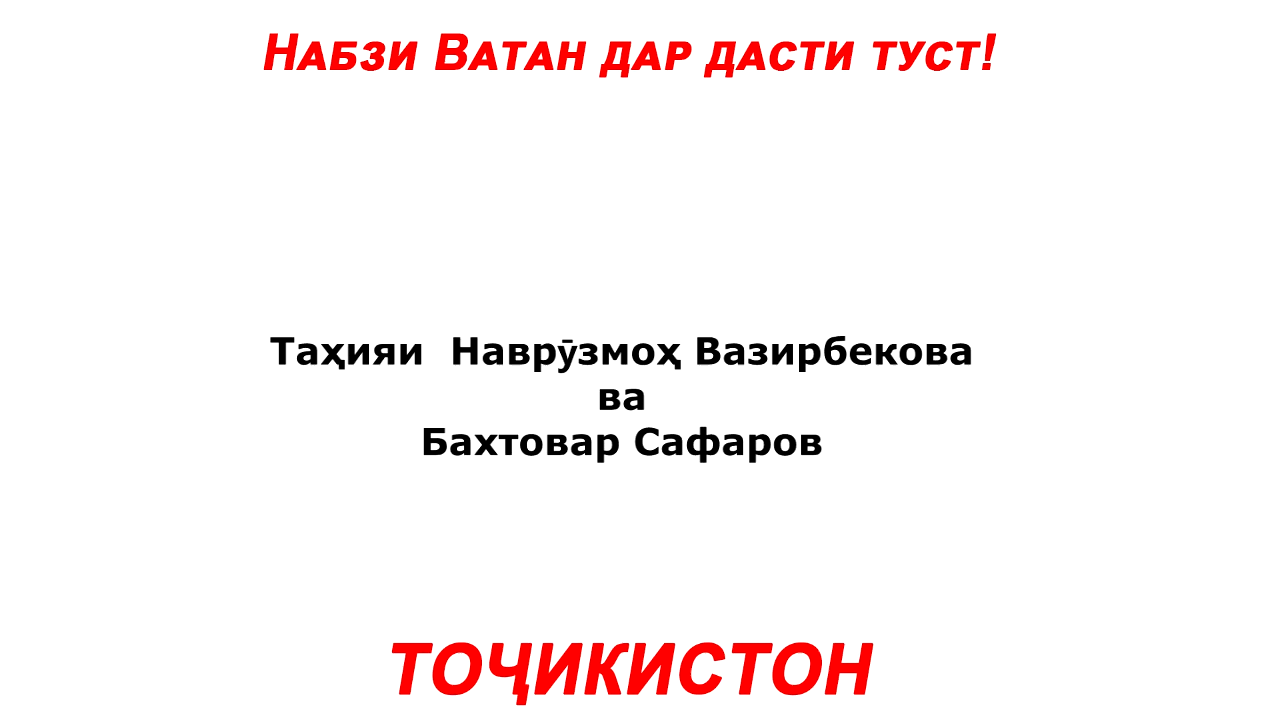 Набзи Ватан дар дасти туст!
Таҳияи Наврӯзмоҳ Вазирбекова
ва
Бахтовар Сафаров
ТОҶИКИСТОН